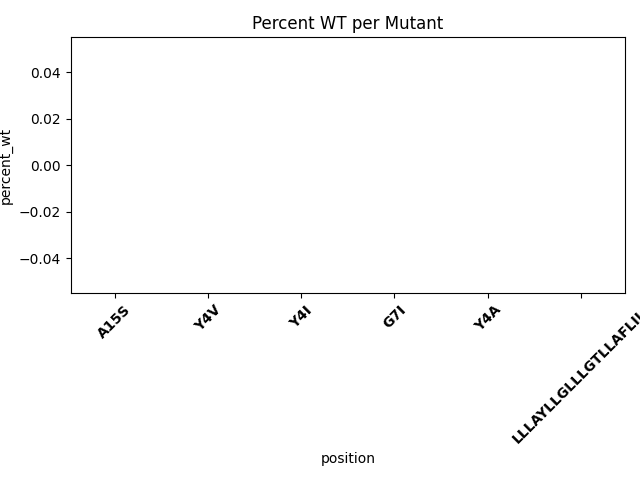 Percent WT per Mutant
percent_wt
0.04
0.02
0.00
−0.02
−0.04
A15S
Y4V
Y4I
G7I
Y4A
position